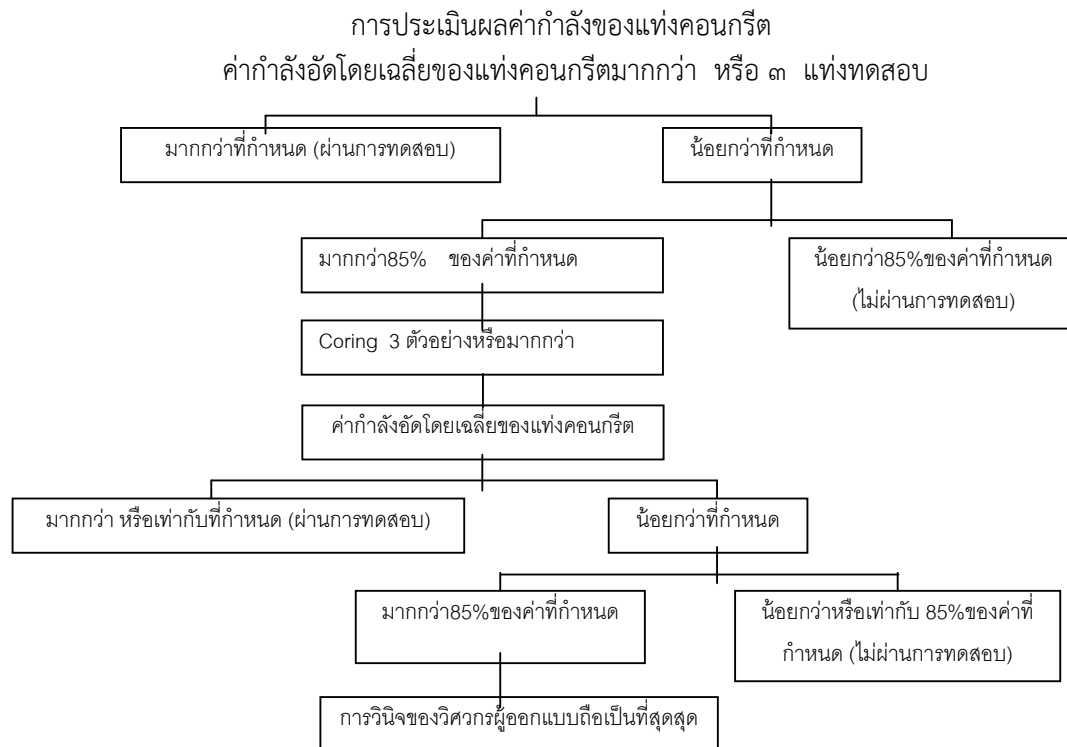 การประเมินผลค่ากำลังของแท่งคอนกรีต
ค่ากำลังอัดโดยเฉลี่ยของแท่งคอนกรีตมากกว่า หรือ ๓ แท่งทดสอบ
มากกว่าที่กำหนด (ผ่านการทดสอบ)
น้อยกว่าที่กำหนด
มากกว่า85% ของค่าที่กำหนด
น้อยกว่า85%ของค่าที่กำหนด
(ไม่ผ่านการทดสอบ)
Coring 3 ตัวอย่างหรือมากกว่า
ค่ากำลังอัดโดยเฉลี่ยของแท่งคอนกรีต
มากกว่า หรือเท่ากับที่กำหนด (ผ่านการทดสอบ)
น้อยกว่าที่กำหนด
มากกว่า85%ของค่าที่กำหนด
น้อยกว่าหรือเท่ากับ 85%ของค่าที่
กำหนด (ไม่ผ่านการทดสอบ)
การวินิจของวิศวกรผู้ออกแบบถือเป็นที่สุดสุด